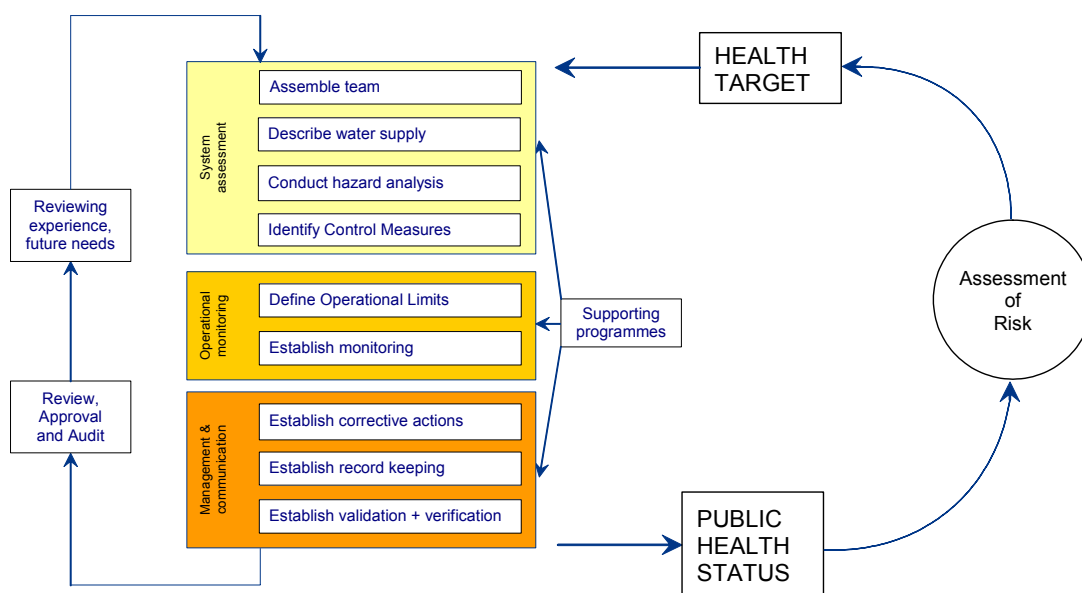 HEALTH
TARGET
System
assessment
Assemble team
Describe water supply
Conduct hazard analysis
Identify Control Measures
Reviewing
experience,
future needs
Assessment
of
Risk
Operational
monitoring
Define Operational Limits
Establish monitoring
Supporting
programmes
Review,
Approval
and Audit
Management &
communication
Establish corrective actions
Establish record keeping
Establish validation + verification
PUBLIC
HEALTH
STATUS